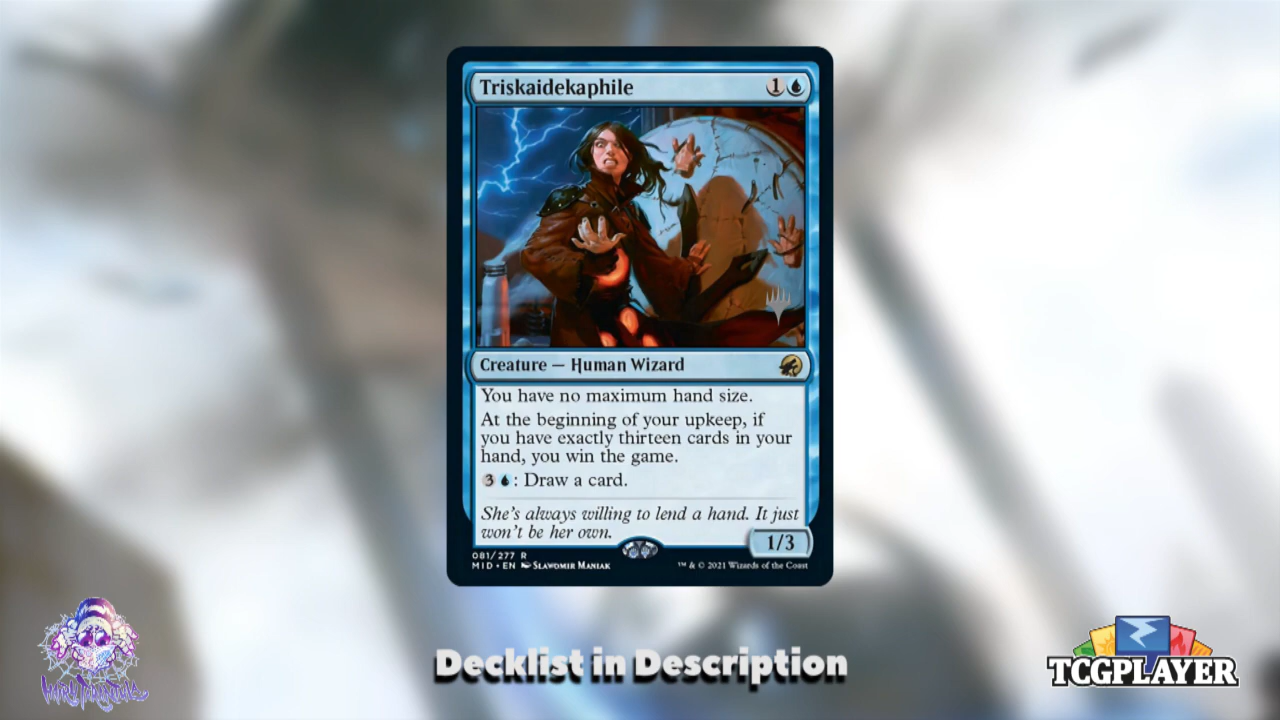 Triskaidekaphile 1
Creature — Human Wizard
You have no maximum hand size.
At the beginning of your upkeep, if
you have exactly thirteen cards in your
hand, you win the game.
3 : Draw a card.
She's always willing to lend a hand. It just
won't be her own.
1/3
081/277 R
MID • EN SLAWOMIR MANIAK
™ & © 2021 Wizards of the Coast
Decklist in Description
TCGPLAYER